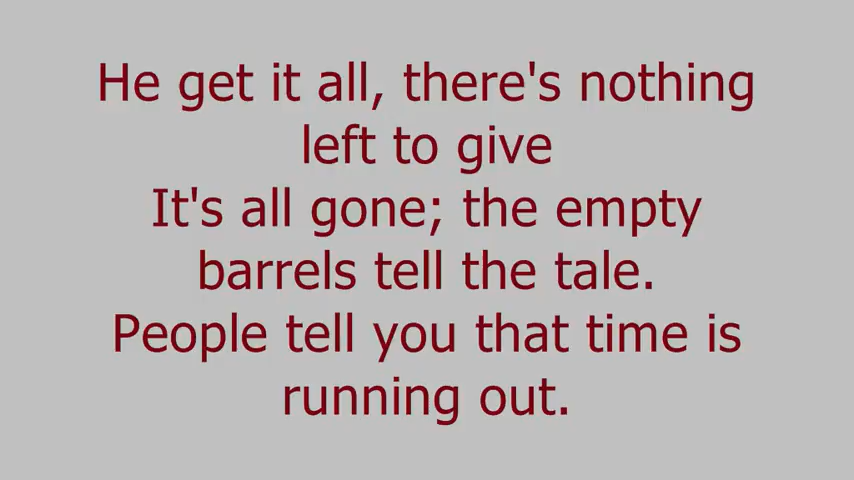 He get it all, there's nothing
left to give
It's all gone; the empty
barrels tell the tale.
People tell you that time is
running out.